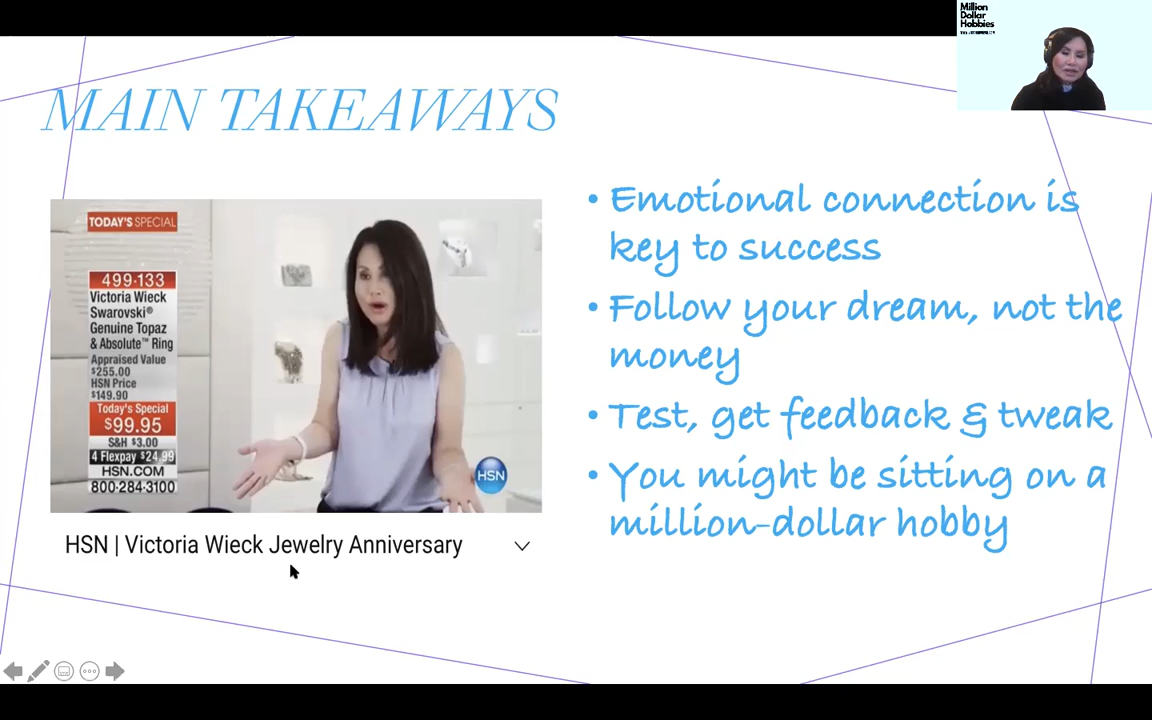 Million
Dollar
Hobbies
MAIN TAKEAWAYS
TODAY'S SPECIAL
499-133
Victoria Wieck
Swarovski®
Genuine Topaz
& Absolute™ Ring
Appraised Value
$255.00
HSN Price
$149.90
Today's Special
$99.95
S&H $3.00
4 Flexpay $24.99
HSN.COM
800-284-3100
HSN
HSN | Victoria Wieck Jewelry Anniversary
• Emotional connection is
key to success
• Follow your dream, not the
money
• Test, get feedback & tweak
• You might be sitting on a
million-dollar hobby